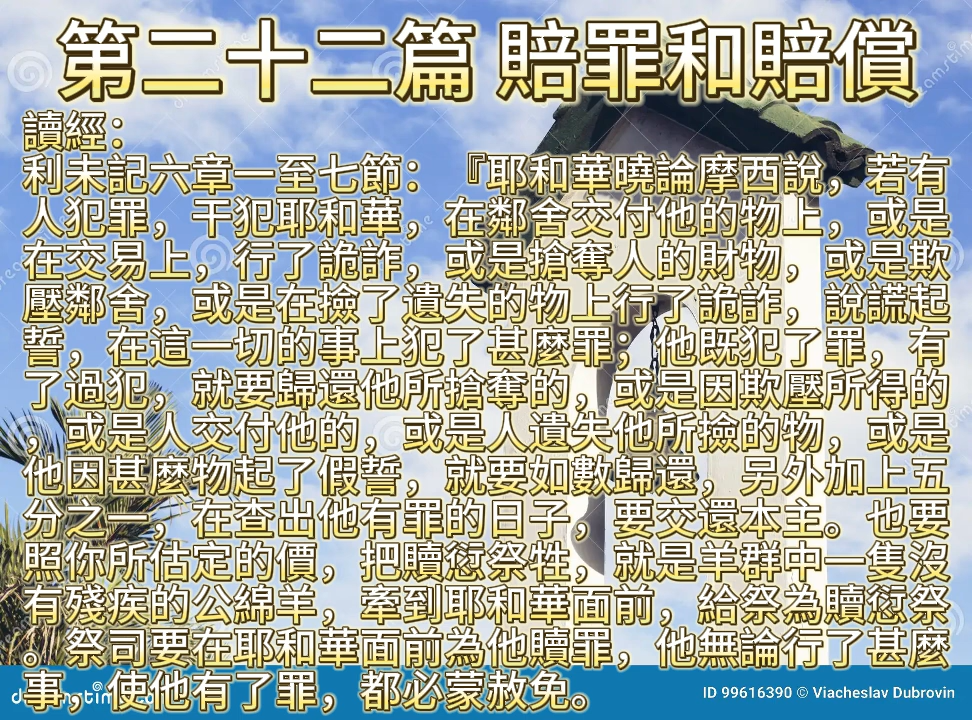 第二十二篇 賠罪和賠償
讀經：
利未記六章一至七節：『耶和華曉諭摩西說，若有
人犯罪，干犯耶和華，在鄰舍交付他的物上，或是
在交易上，行了詭詐，或是搶奪人的財物，或是欺
壓鄰舍，或是在撿了遺失的物上行了詭詐，說謊起
誓，在這一切的事上犯了甚麼罪；他既犯了罪，有
了過犯，就要歸還他所搶奪的，或是因欺壓所得的
，或是人交付他的，或是人遺失他所撿的物，或是
他因甚麼物起了假誓，就要如數歸還，另外加上五
分之一，在查出他有罪的日子，要交還本主。也要
照你所估定的價，把贖愆祭牲，就是羊群中一隻沒
有殘疾的公綿羊，牽到耶和華面前，給祭為贖愆祭
。祭司要在耶和華面前為他贖罪，他無論行了甚麼
事，使他有了罪，都必蒙赦免。
dreamstime
ID 99616390 © Viacheslav Dubrovin